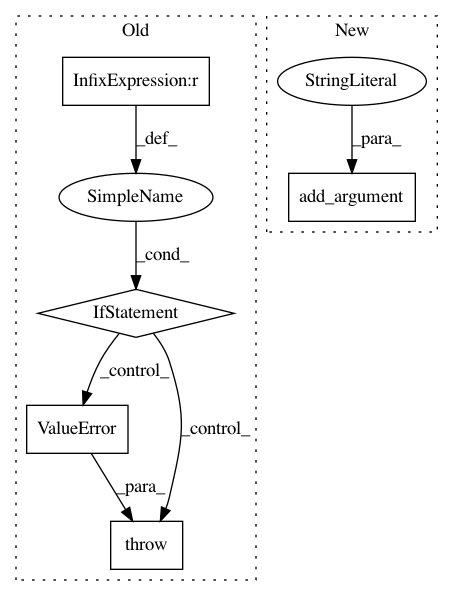 Old
New
InfixExpression:r
StringLiteral
_def_
_para_
SimpleName
add_argument
_cond_
IfStatement
_control_
ValueError
_control_
_para_
throw